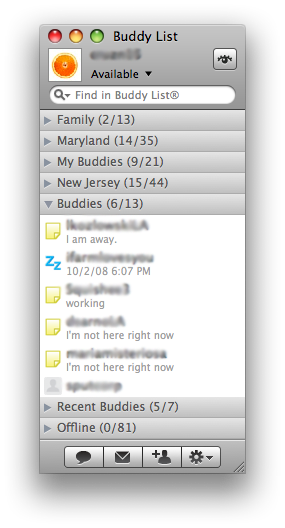 Buddy List
Available
Find in Buddy List®
Family (2/13)
Maryland (14/35)
My Buddies (9/21)
New Jersey (15/44)
Buddies (6/13)
I am away.
10/2/08 6:07 PM
working
I'm not here right now
I'm not here right now
Recent Buddies (5/7)
Offline (0/81)